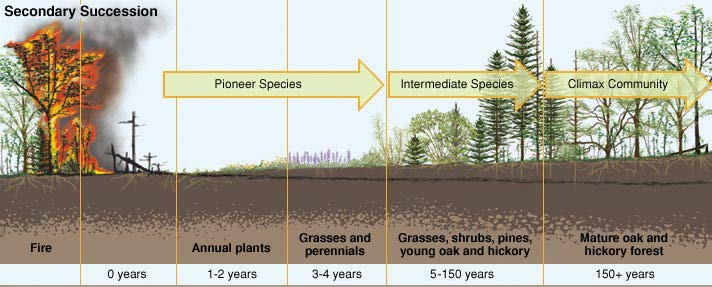 Secondary Succession
Pioneer Species
Intermediate Species
Climax Community
Fire
Annual plants
Grasses and
perennials
Grasses, shrubs, pines,
young oak and hickory
Mature oak and
hickory forest
0 years
1-2 years
3-4 years
5-150 years
150+ years